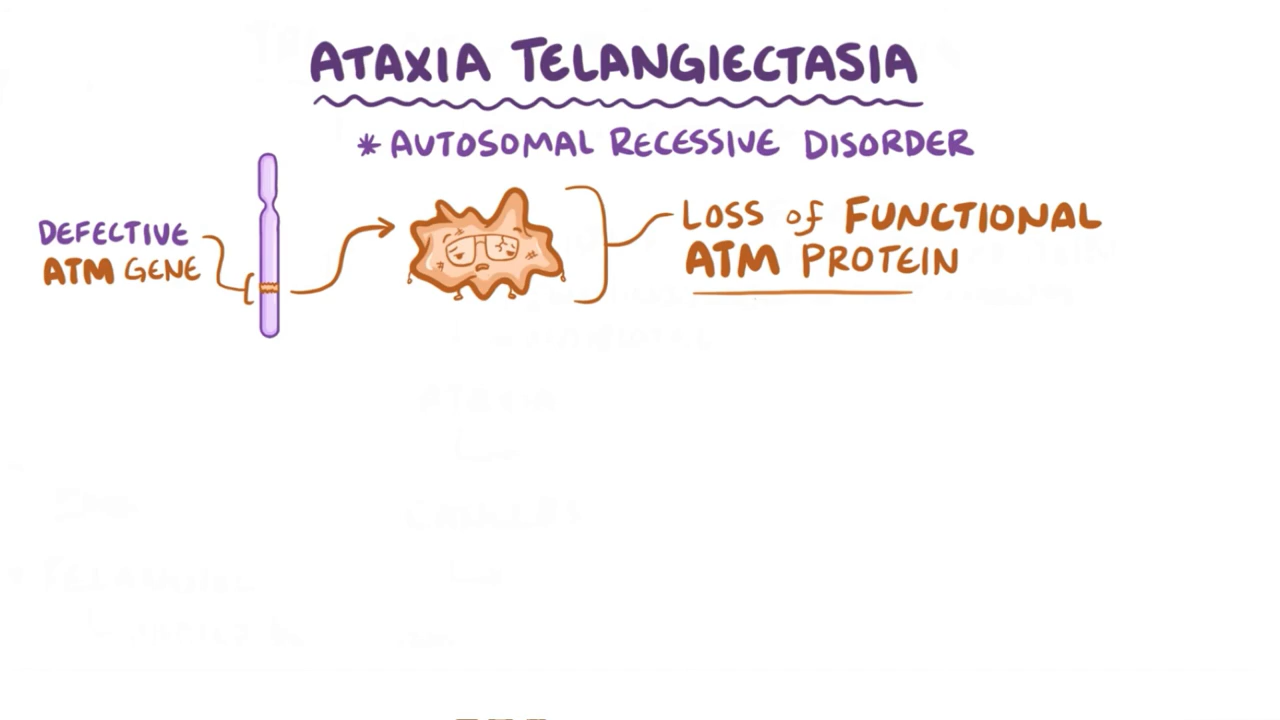 ATAXIA TELANGIECTASIA
* AUTOSOMAL RECESSIVE DISORDER
DEFECTIVE
ATM GENE
LOSS of FUNCTIONAL
ATM PROTEIN